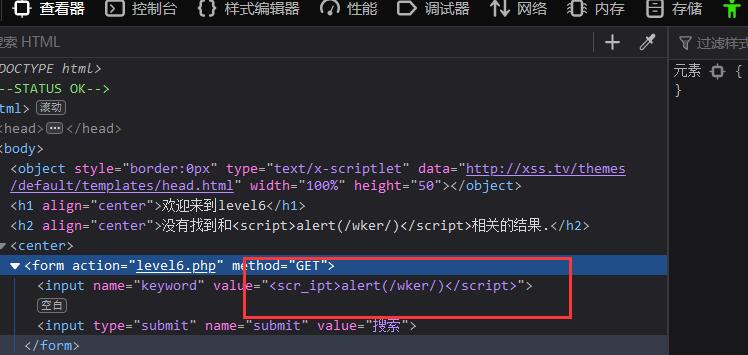 查看器 控制台 样式编辑器 性能 调试器 网络 内存 存储
搜索 HTML
过滤样式
DOCTYPE html>
--STATUS OK-->
tml> 滚动
<head> ••• </head>
<body>
<object style="border:0px" type="text/x-scriptlet" data="http://xss.tv/themes
/default/templates/head.html" width="100%" height="50"></object>
<h1 align="center">欢迎来到level6</h1>
<h2 align="center">没有找到和<script>alert(/wker/)</script>相关的结果.</h2>
<center>
<form action="level6.php" method="GET">
<input name="keyword" value="<scr_ipt>alert(/wker/)</script>">
空白
<input type="submit" name="submit" value="搜索">
</form>
元素 {
}